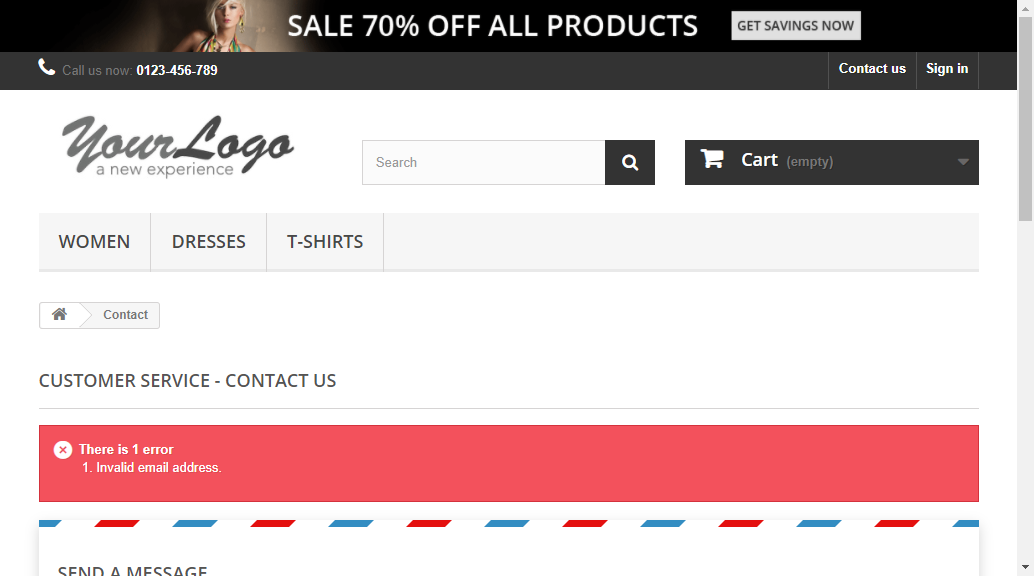 SALE 70% OFF ALL PRODUCTS
GET SAVINGS NOW
Call us now: 0123-456-789
Contact us
Sign in
YourLogo
a new experience
Search
Cart (empty)
WOMEN
DRESSES
T-SHIRTS
Contact
CUSTOMER SERVICE - CONTACT US
There is 1 error
1. Invalid email address.
SEND A MESSAGE